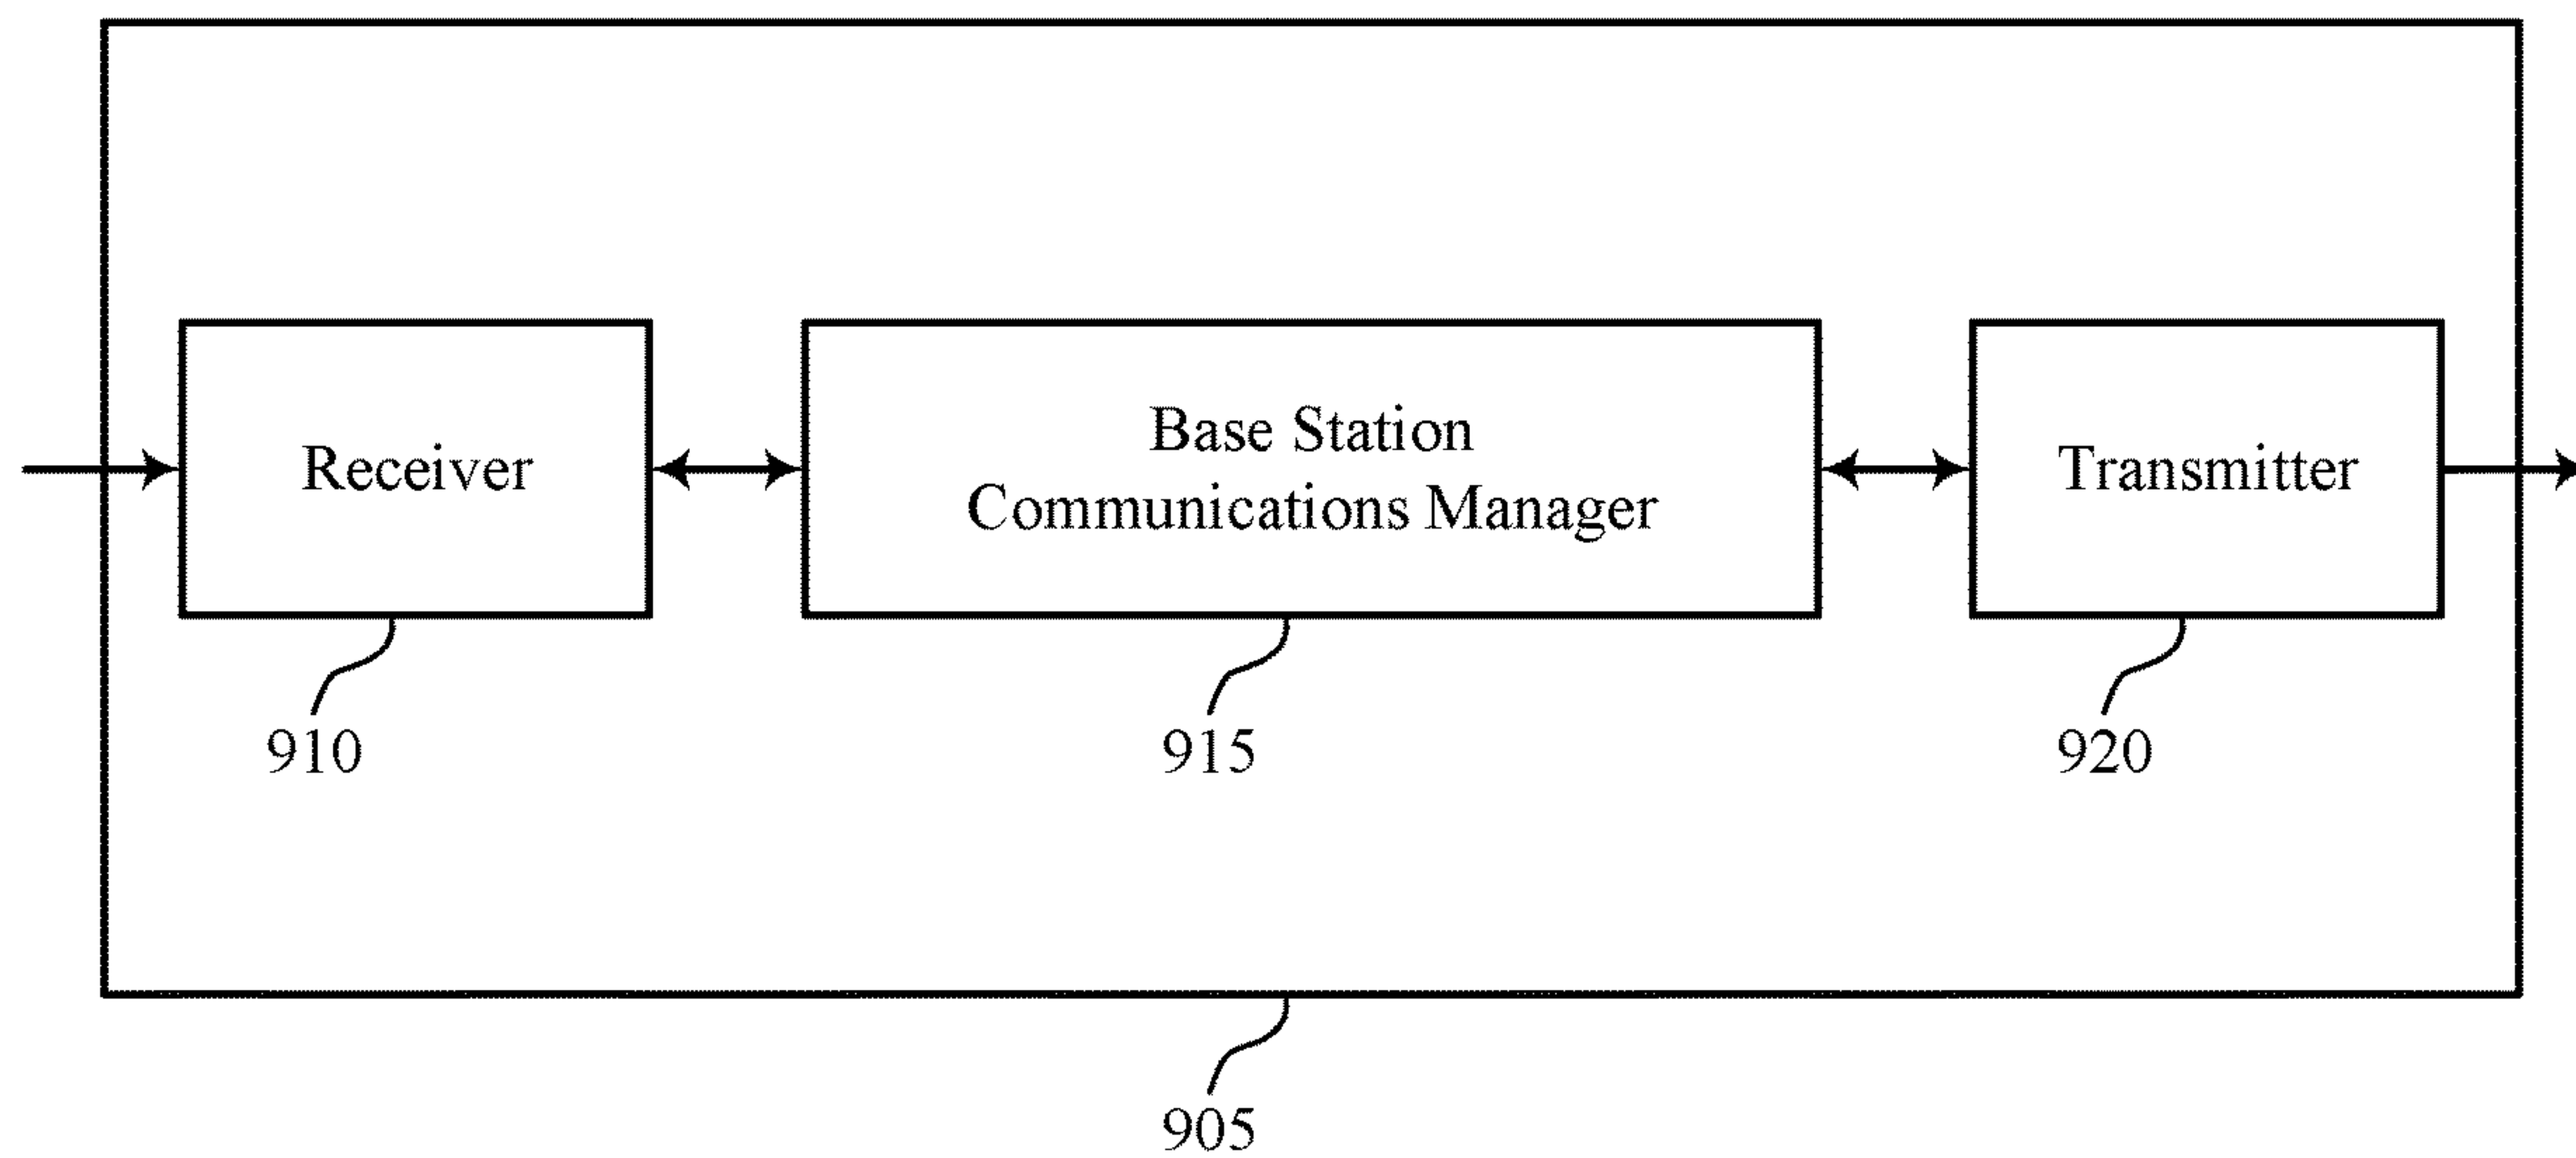 Receiver
Base Station
Communications Manager
Transmitter
910
915
920
905